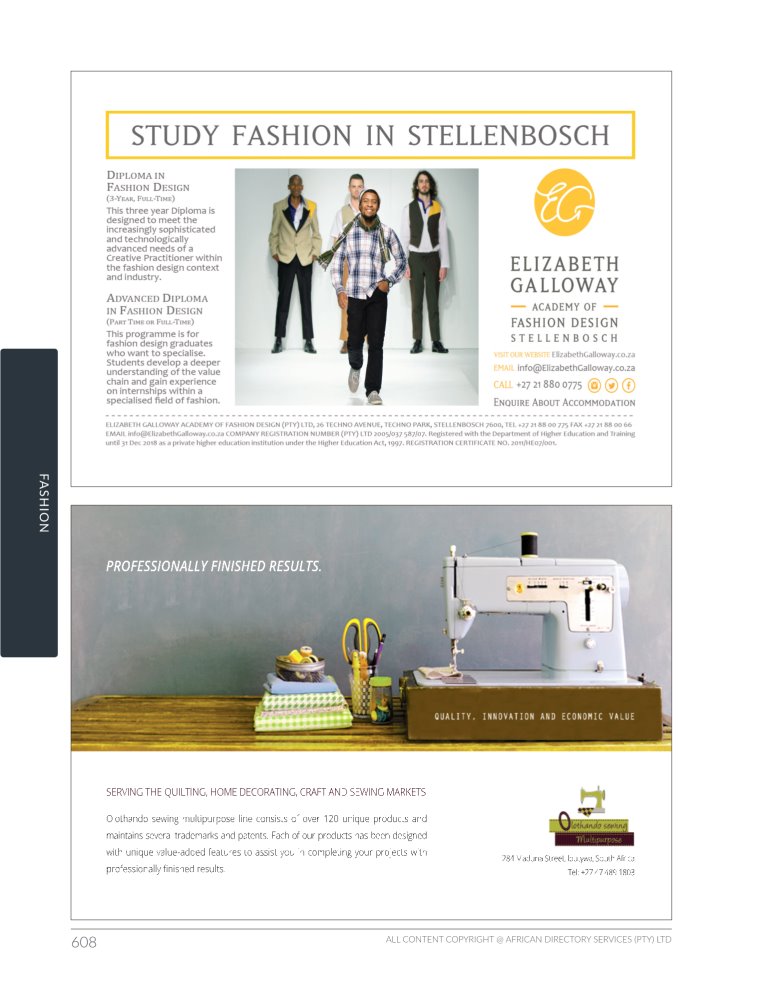 STUDY FASHION IN STELLENBOSCH
DIPLOMA IN
FASHION DESIGN
(3-YEAR, FULL-TIME)
This three year Diploma is
designed to meet the
increasingly sophisticated
and technologically
advanced needs of a
Creative Practitioner within
the fashion design context
and industry.
ADVANCED DIPLOMA
IN FASHION DESIGN
(PART TIME OR FULL-TIME)
This programme is for
fashion design graduates
who want to specialise.
Students develop a deeper
understanding of the value
chain and gain experience
on internships within a
specialised field of fashion.
EG
ELIZABETH
GALLOWAY
ACADEMY OF
FASHION DESIGN
STELLENBOSCH
VISIT OUR WEBSITE ElizabethGalloway.co.za
EMAIL info@ElizabethGalloway.co.za
CALL +27 21 880 0775
ENQUIRE ABOUT ACCOMMODATION
ELIZABETH GALLOWAY ACADEMY OF FASHION DESIGN (PTY) LTD, 26 TECHNO AVENUE, TECHNO PARK, STELLENBOSCH 7600, TEL +27 21 88 00 775 FAX +27 21 88 00 66
EMAIL info@ElizabethGalloway.co.za COMPANY REGISTRATION NUMBER (PTY) LTD 2005/037 587/07. Registered with the Department of Higher Education and Training
until 31 Dec 2018 as a private higher education institution under the Higher Education Act, 1997. REGISTRATION CERTIFICATE NO. 2011/HE07/001.
FASHION
PROFESSIONALLY FINISHED RESULTS.
QUALITY, INNOVATION AND ECONOMIC VALUE
SERVING THE QUILTING, HOME DECORATING, CRAFT AND SEWING MARKETS
Olothando sewing multipurpose line consists of over 120 unique products and
maintains several trademarks and patents. Each of our products has been designed
with unique value-added features to assist you in completing your projects with
professionally finished results.
Olothando sewing
Multipurpose
Street, South Africa
Tel: +27 47 489 1803
608
ALL CONTENT COPYRIGHT @ AFRICAN DIRECTORY SERVICES (PTY) LTD